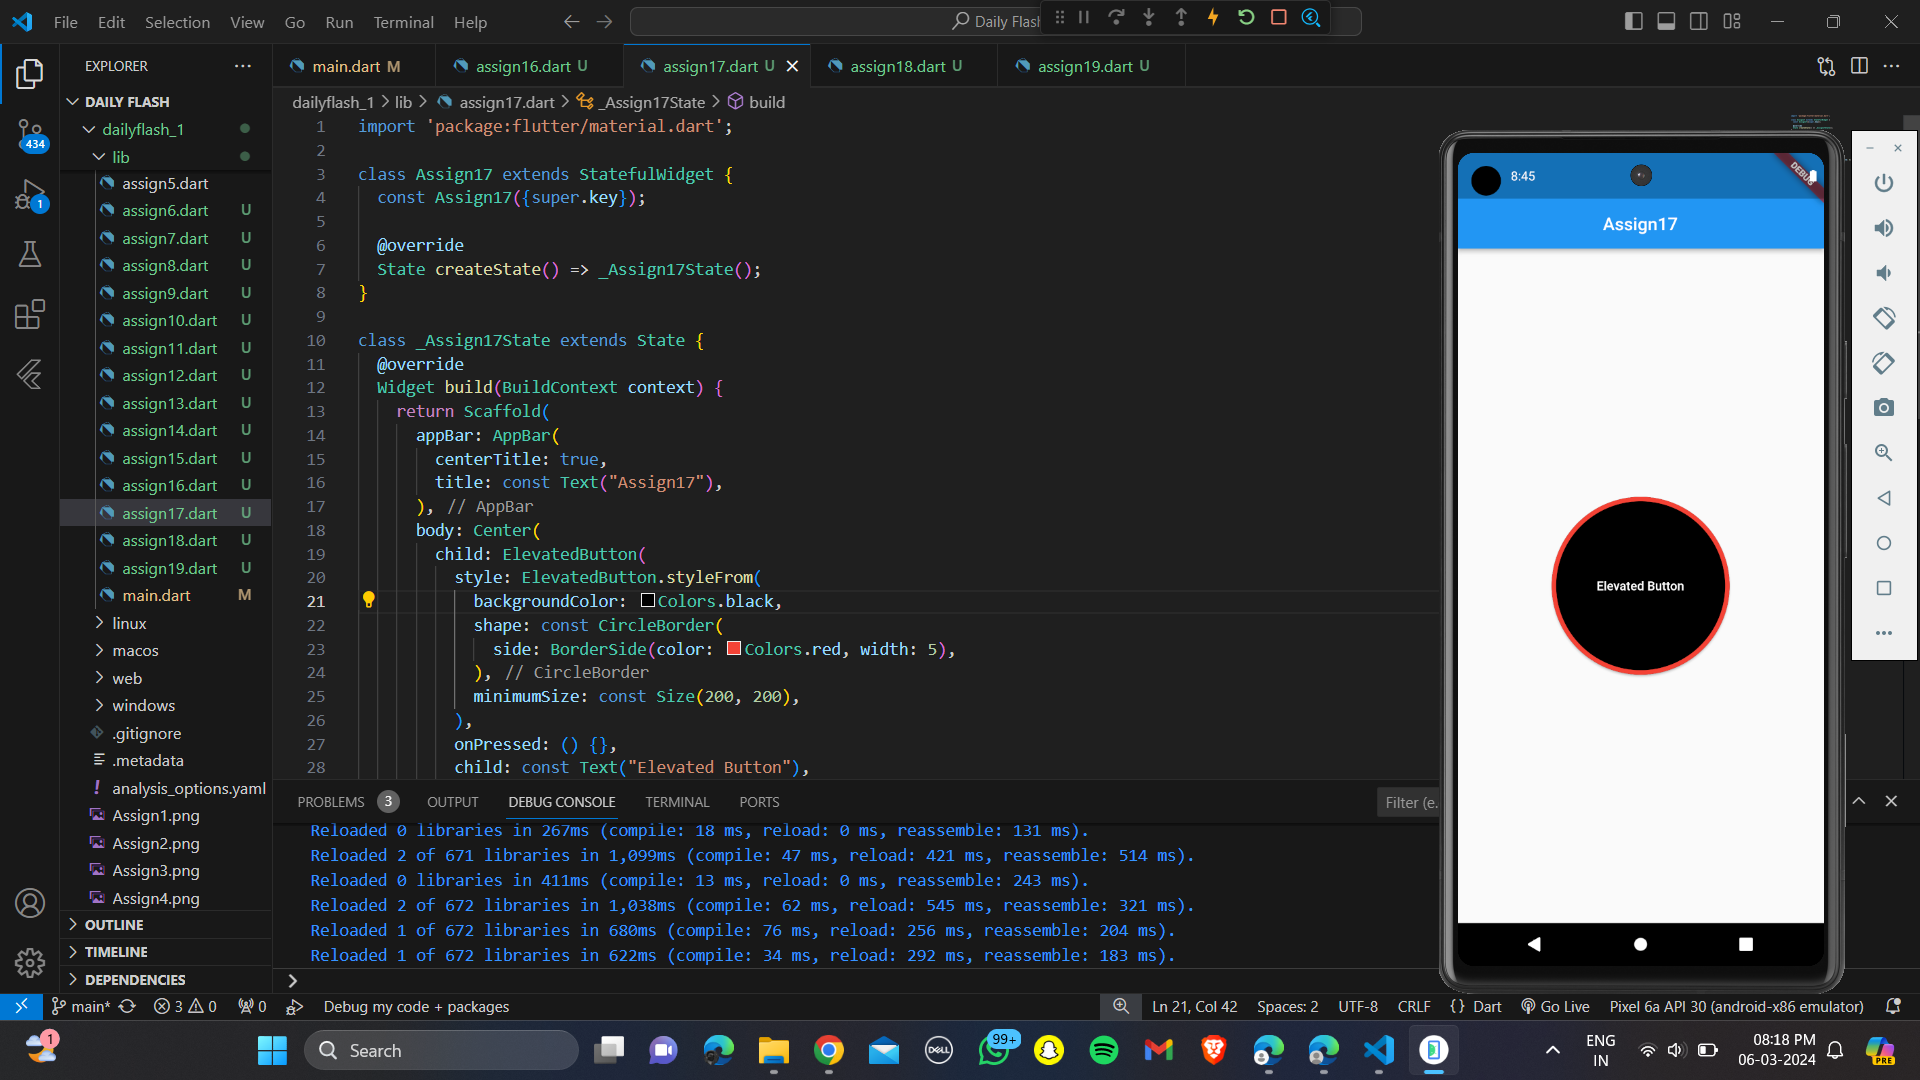 File Edit Selection View Go Run Terminal Help
Daily Flash
EXPLORER
main.dart M
assign16.dart U
assign17.dart U
assign18.dart U
assign19.dart U
DAILY FLASH
dailyflash_1
lib
assign5.dart
assign6.dart U
assign7.dart U
assign8.dart U
assign9.dart U
assign10.dart U
assign11.dart U
assign12.dart U
assign13.dart U
assign14.dart U
assign15.dart U
assign16.dart U
assign17.dart U
assign18.dart U
assign19.dart U
main.dart M
linux
macos
web
windows
.gitignore
.metadata
analysis_options.yaml
Assign1.png
Assign2.png
Assign3.png
Assign4.png
OUTLINE
TIMELINE
DEPENDENCIES
434
1
dailyflash_1 > lib > assign17.dart > _Assign17State > build
1 import 'package:flutter/material.dart';
2
3 class Assign17 extends StatefulWidget {
4 const Assign17({super.key});
5
6 @override
7 State createState() => _Assign17State();
8 }
9
10 class _Assign17State extends State {
11 @override
12 Widget build(BuildContext context) {
13 return Scaffold(
14 appBar: AppBar(
15 centerTitle: true,
16 title: const Text("Assign17"),
17 ), // AppBar
18 body: Center(
19 child: ElevatedButton(
20 style: ElevatedButton.styleFrom(
21 backgroundColor: Colors.black,
22 shape: const CircleBorder(
23 side: BorderSide(color: Colors.red, width: 5),
24 ), // CircleBorder
25 minimumSize: const Size(200, 200),
26 ),
27 onPressed: () {},
28 child: const Text("Elevated Button"),
8:45
DEBUG
Assign17
Elevated Button
PROBLEMS 3 OUTPUT DEBUG CONSOLE TERMINAL PORTS
Filter (e.
Reloaded 0 libraries in 267ms (compile: 18 ms, reload: 0 ms, reassemble: 131 ms).
Reloaded 2 of 671 libraries in 1,099ms (compile: 47 ms, reload: 421 ms, reassemble: 514 ms).
Reloaded 0 libraries in 411ms (compile: 13 ms, reload: 0 ms, reassemble: 243 ms).
Reloaded 2 of 672 libraries in 1,038ms (compile: 62 ms, reload: 545 ms, reassemble: 321 ms).
Reloaded 1 of 672 libraries in 680ms (compile: 76 ms, reload: 256 ms, reassemble: 204 ms).
Reloaded 1 of 672 libraries in 622ms (compile: 34 ms, reload: 292 ms, reassemble: 183 ms).
main* 3 0 0 Debug my code + packages
Ln 21, Col 42 Spaces: 2 UTF-8 CRLF {} Dart Go Live Pixel 6a API 30 (android-x86 emulator)
1
Search
DELL
99+
ENG
IN
08:18 PM
06-03-2024
PRE